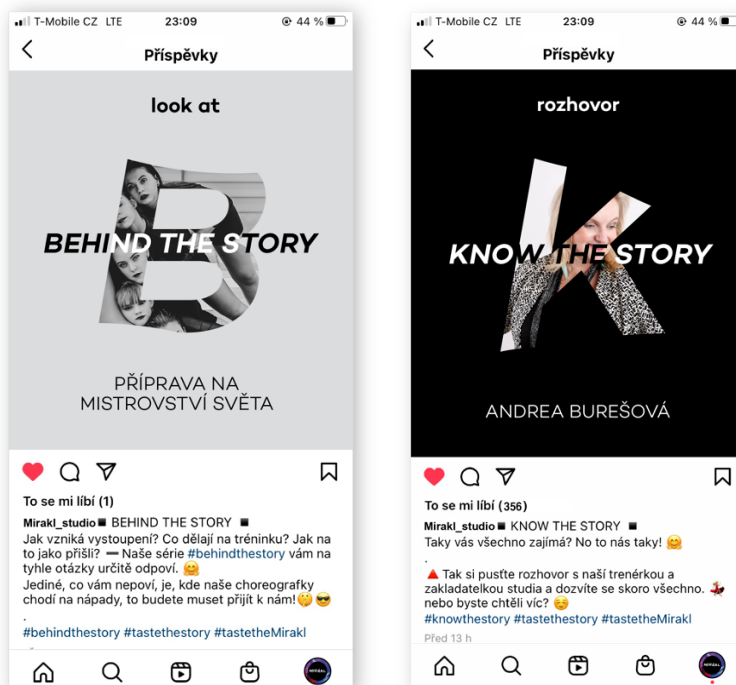 T-Mobile CZ LTE 23:09 44 %
Příspěvky
look at
BEHIND THE STORY
PŘÍPRAVA NA
MISTROVSTVÍ SVĚTA
To se mi líbí (1)
Mirakl_studio◾ BEHIND THE STORY ◾
Jak vzniká vystoupení? Co dělají na tréninku? Jak na
to jako přišli? — Naše série #behindthestory vám na
tyhle otázky určitě odpoví. 🤗
Jediné, co vám nepoví, je, kde naše choreografky
chodí na nápady, to budete muset přijít k nám!🤫😎
.
#behindthestory #tastethestory #tastetheMirakl
T-Mobile CZ LTE 23:09 44 %
Příspěvky
rozhovor
KNOW THE STORY
ANDREA BUREŠOVÁ
To se mi líbí (356)
Mirakl_studio◾ KNOW THE STORY ◾
Taky vás všechno zajímá? No to nás taky! 🤗
.
🔺 Tak si pusťte rozhovor s naší trenérkou a
zakladatelkou studia a dozvíte se skoro všechno. 💃
nebo byste chtěli víc? ☺️
#knowthestory #tastethestory #tastetheMirakl
Před 13 h